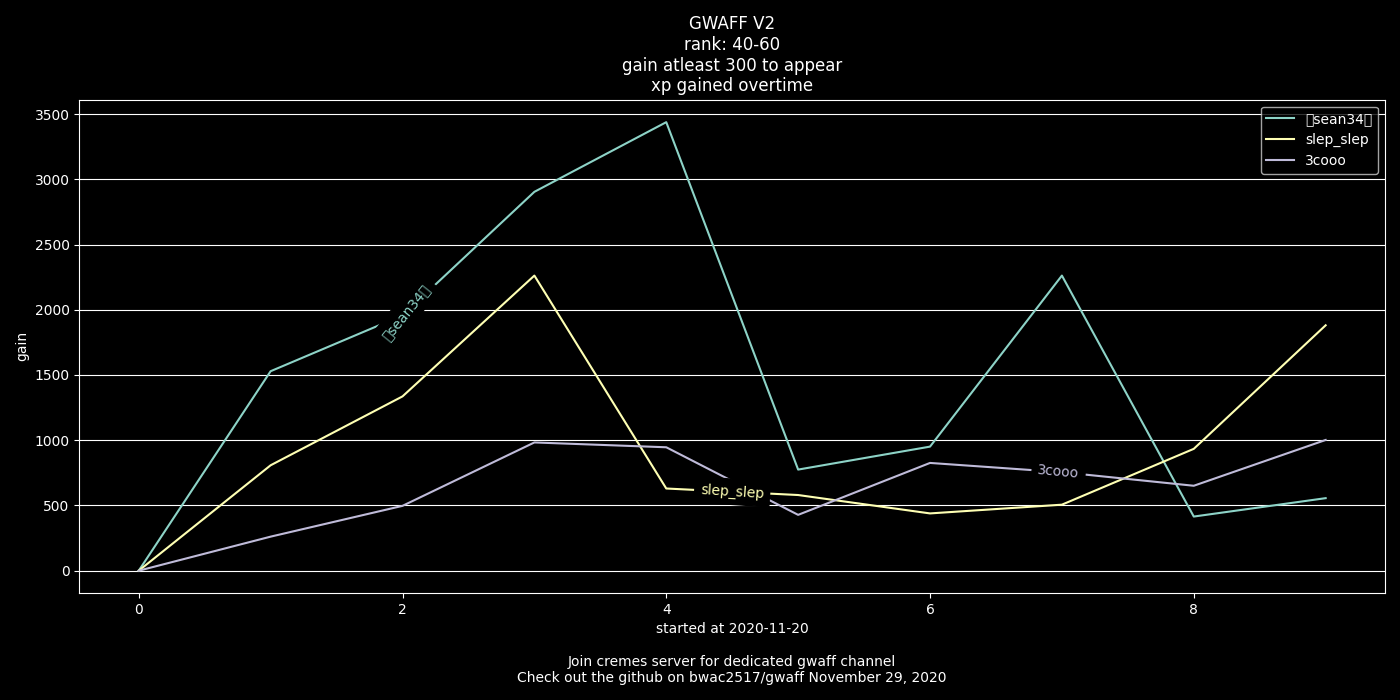 GWAFF V2
rank: 40-60
gain atleast 300 to appear
xp gained overtime
3500
3000
2500
2000
1500
1000
500
0
gain
sean34
slep_slep
3cooo
sean34
slep_slep
3cooo
0 2 4 6 8
started at 2020-11-20
Join cremes server for dedicated gwaff channel
Check out the github on bwac2517/gwaff November 29, 2020